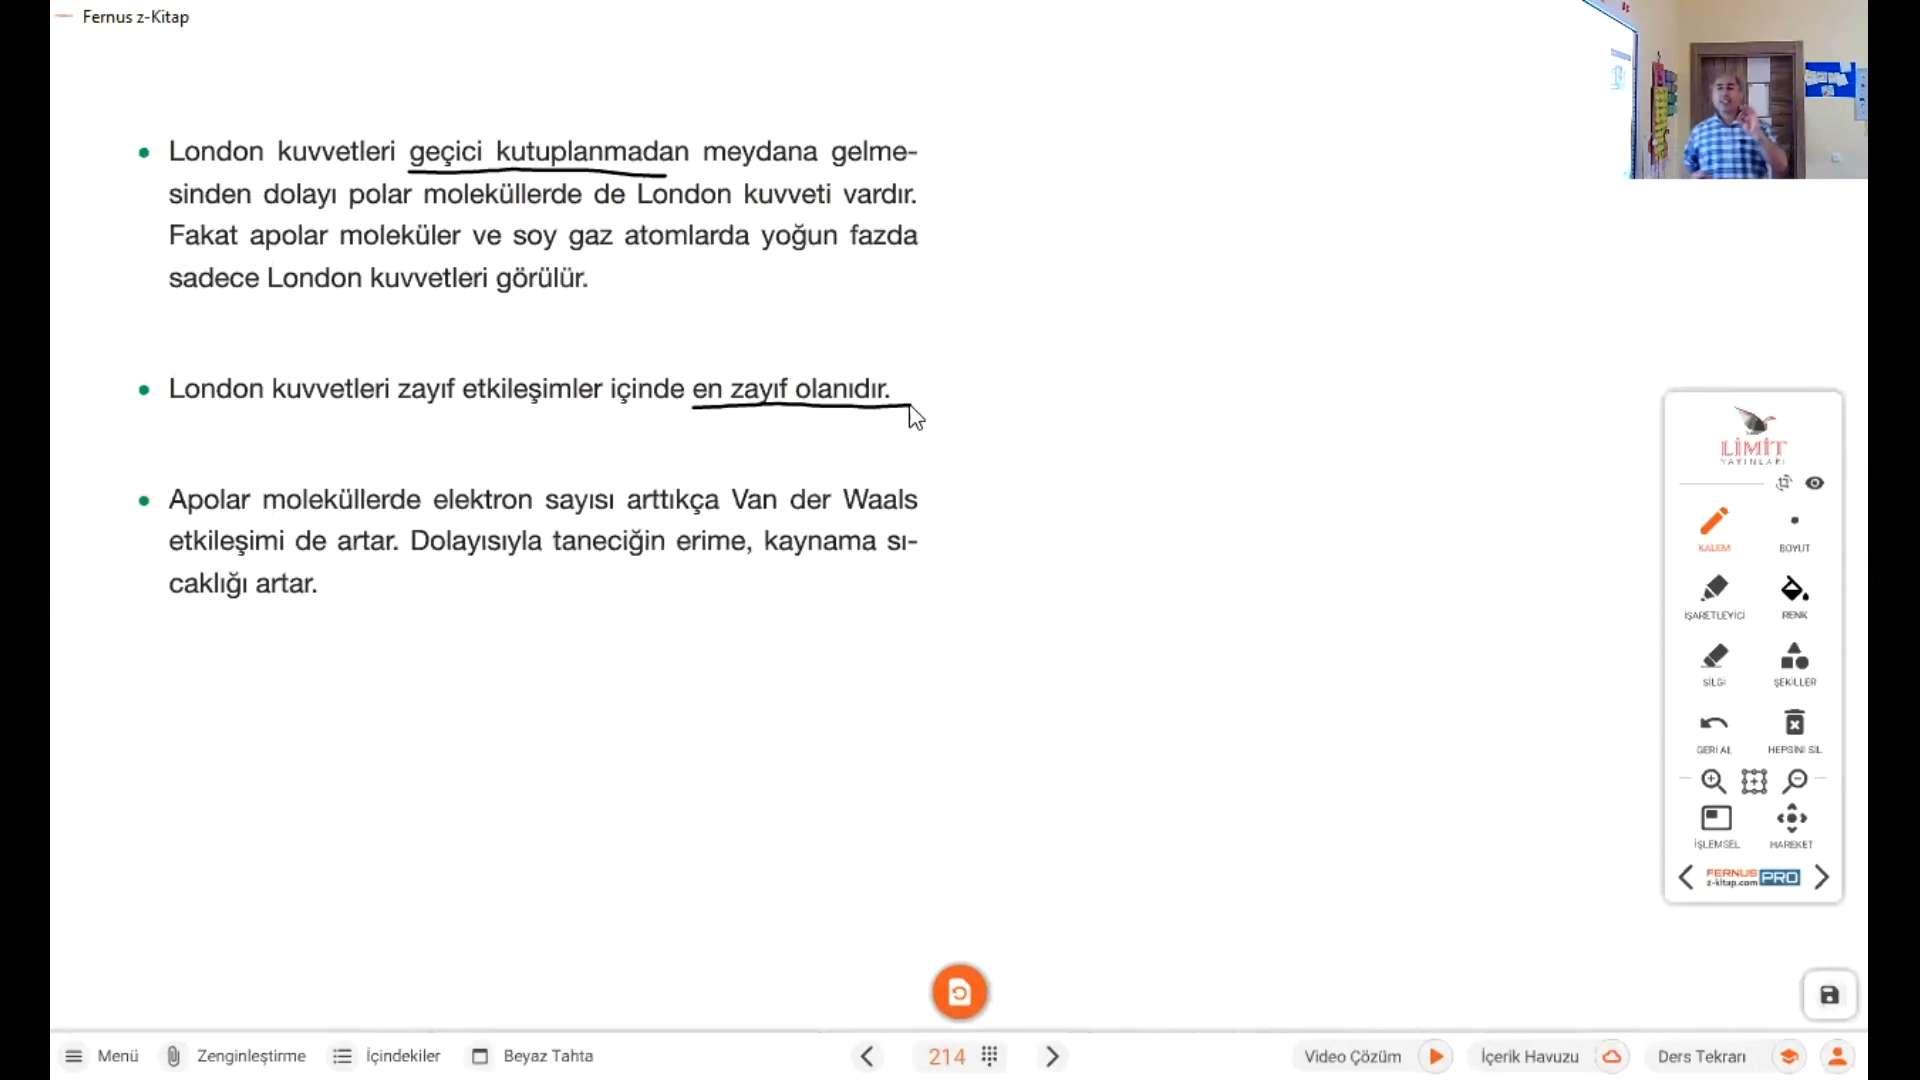 Fernus z-Kitap
• London kuvvetleri geçici kutuplanmadan meydana gelme-
sinden dolayı polar moleküllerde de London kuvveti vardır.
Fakat apolar moleküler ve soy gaz atomlarda yoğun fazda
sadece London kuvvetleri görülür.
• London kuvvetleri zayıf etkileşimler içinde en zayıf olanıdır.
• Apolar moleküllerde elektron sayısı arttıkça Van der Waals
etkileşimi de artar. Dolayısıyla taneciğin erime, kaynama sı-
caklığı artar.
LİMİT
YAYINLARI
KALEM BOYUT
İŞARETLEYİCİ RENK
SİLGİ ŞEKİLLER
GERİ AL HEPSİNİ SİL
İŞLEMSEL HAREKET
FERNUS
z-kitap.com PRO
Menü Zenginleştirme İçindekiler Beyaz Tahta 214 Video Çözüm İçerik Havuzu Ders Tekrarı